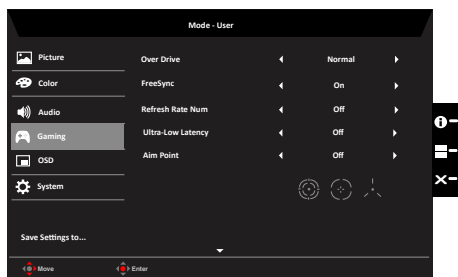 Mode - User
Picture
Over Drive Normal
Color
FreeSync On
Audio
Refresh Rate Num Off
Gaming
Ultra-Low Latency Off
OSD
Aim Point Off
System
Save Settings to...
Move Enter